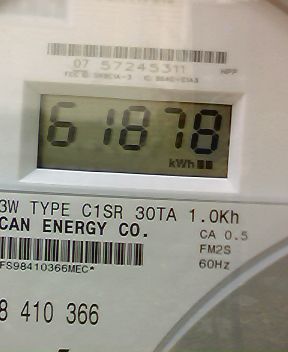 07 57245311
61878
kWh
3W TYPE C1SR 30TA 1.0Kh
CAN ENERGY CO.
CA 0.5
FM2S
FS98410366MEC*
60Hz
8 410 366